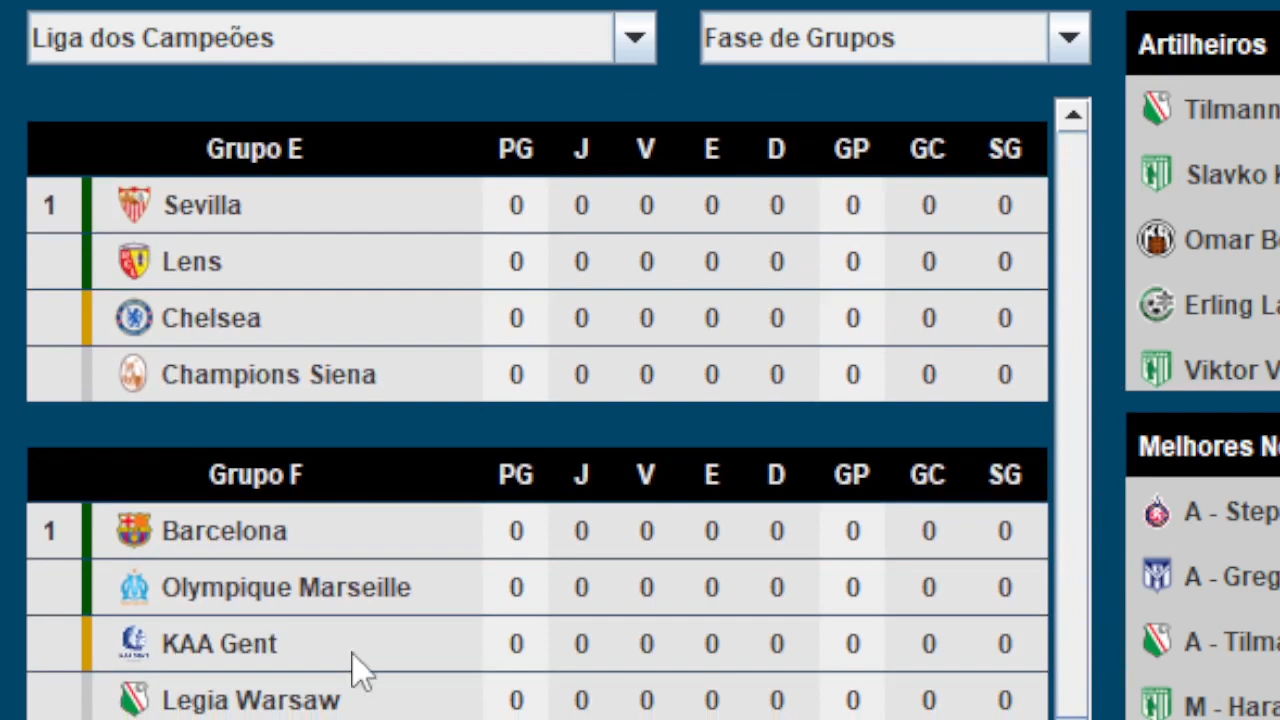 Liga dos Campeões
Fase de Grupos
Grupo E PG J V E D GP GC SG
1 Sevilla 0 0 0 0 0 0 0 0
Lens 0 0 0 0 0 0 0 0
Chelsea 0 0 0 0 0 0 0 0
Champions Siena 0 0 0 0 0 0 0 0
Grupo F PG J V E D GP GC SG
1 Barcelona 0 0 0 0 0 0 0 0
Olympique Marseille 0 0 0 0 0 0 0 0
KAA Gent 0 0 0 0 0 0 0 0
Legia Warsaw 0 0 0 0 0 0 0 0
Artilheiros
Tilmann
Slavko
Omar
Erling
Viktor V
Melhores
A - Step
A - Greg
A - Tilma
M - Hara